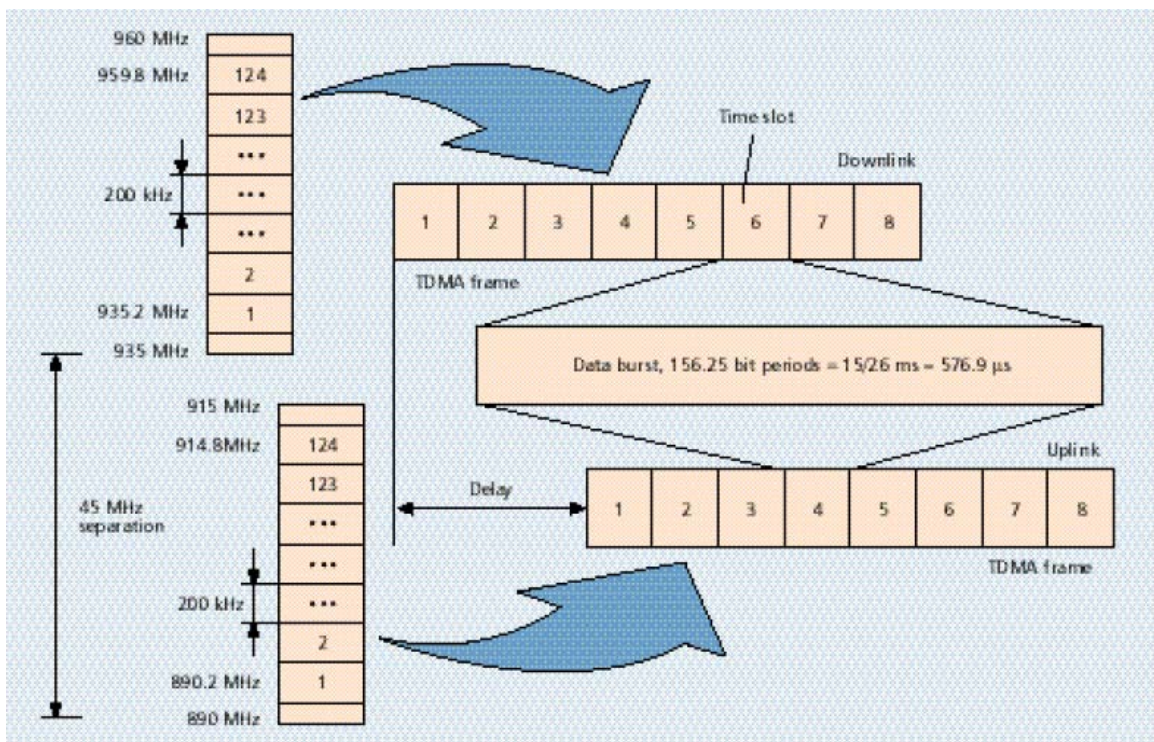 960 MHz
959.8 MHz
124
123
...
200 kHz
...
...
2
935.2 MHz
1
935 MHz
Time slot
Downlink
1 2 3 4 5 6 7 8
TDMA frame
Data burst, 156.25 bit periods = 15/26 ms – 576.9 µs
45 MHz
separation
915 MHz
914.8MHz
124
123
...
...
200 kHz
...
2
890.2 MHz
1
890 MHz
Delay
Uplink
1 2 3 4 5 6 7 8
TDMA frame